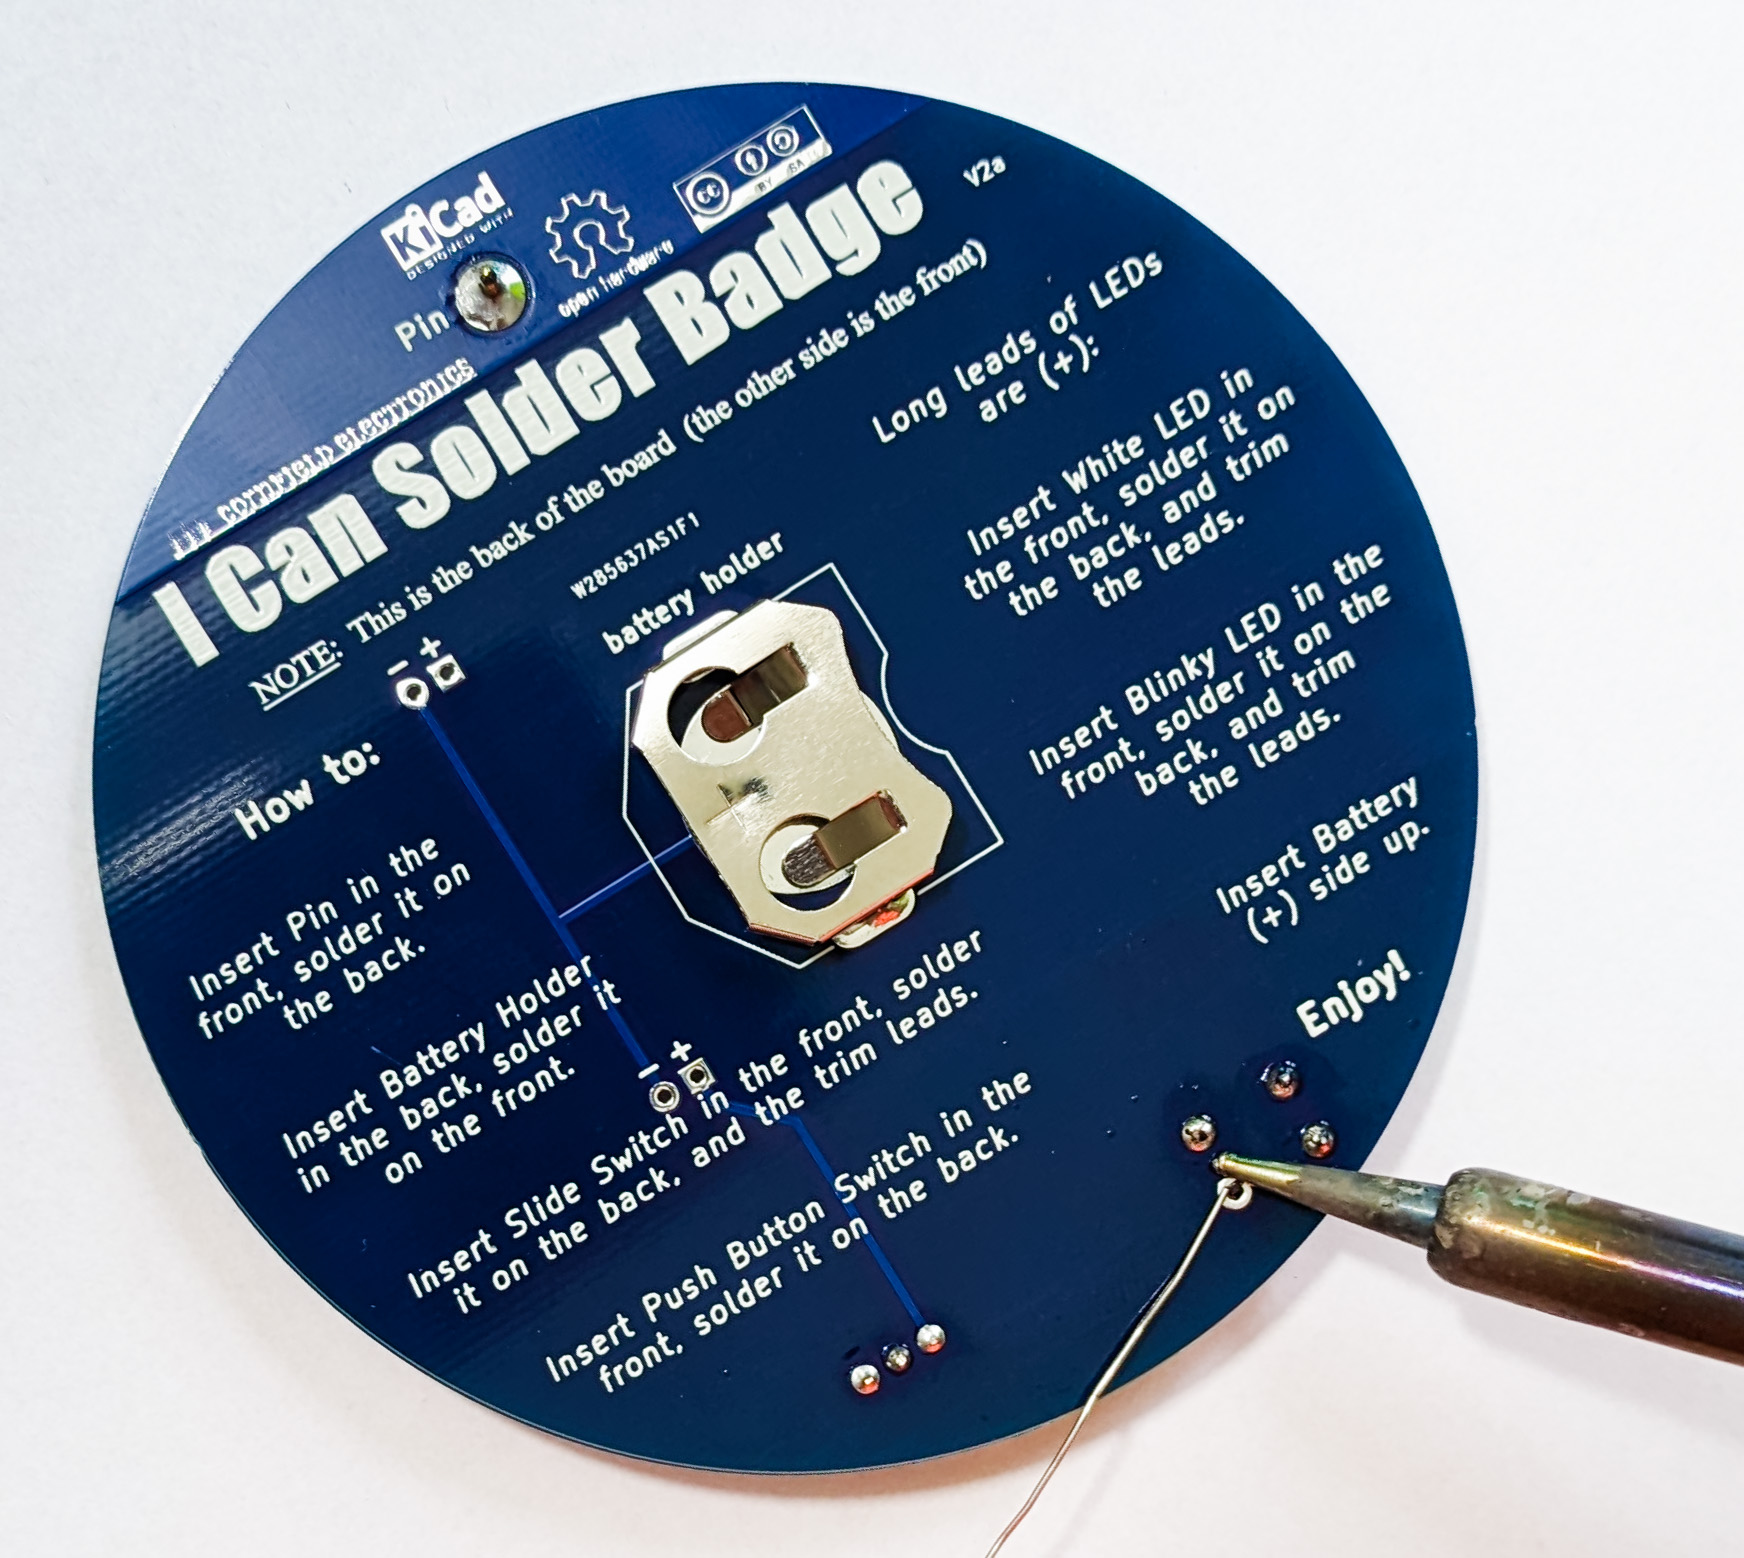 KiCad
DESIGNED WITH
open hardware
cc
BY SA
Pin
cornfield electronics
I Can Solder Badge
V2a
NOTE: This is the back of the board (the other side is the front)
W285637AS1F1
battery holder
- +
+
How to:
Insert Pin in the
front, solder it on
the back.
Insert Battery Holder
in the back, solder it
on the front.
- +
Insert Slide Switch in the front, solder
it on the back, and the trim leads.
Insert Push Button Switch in the
front, solder it on the back.
Long leads of LEDs
are (+):
Insert White LED in
the front, solder it on
the back, and trim
the leads.
Insert Blinky LED in the
front, solder it on the
back, and trim
the leads.
Insert Battery
(+) side up.
Enjoy!